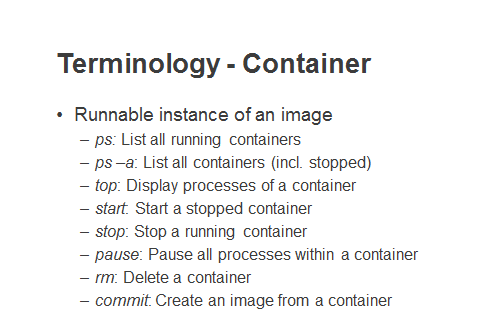 Terminology - Container
• Runnable instance of an image
– ps: List all running containers
– ps –a: List all containers (incl. stopped)
– top: Display processes of a container
– start: Start a stopped container
– stop: Stop a running container
– pause: Pause all processes within a container
– rm: Delete a container
– commit: Create an image from a container